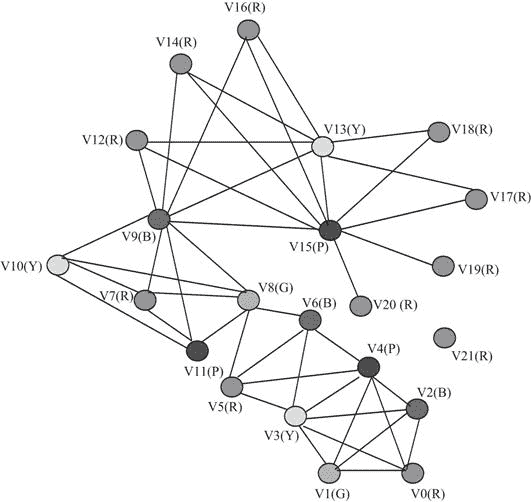 V16(R)
V14(R)
V12(R)
V13(Y)
V18(R)
V17(R)
V9(B)
V15(P)
V10(Y)
V19(R)
V7(R)
V8(G)
V6(B)
V20 (R)
V11(P)
V4(P)
V21(R)
V5(R)
V2(B)
V3(Y)
V1(G)
V0(R)